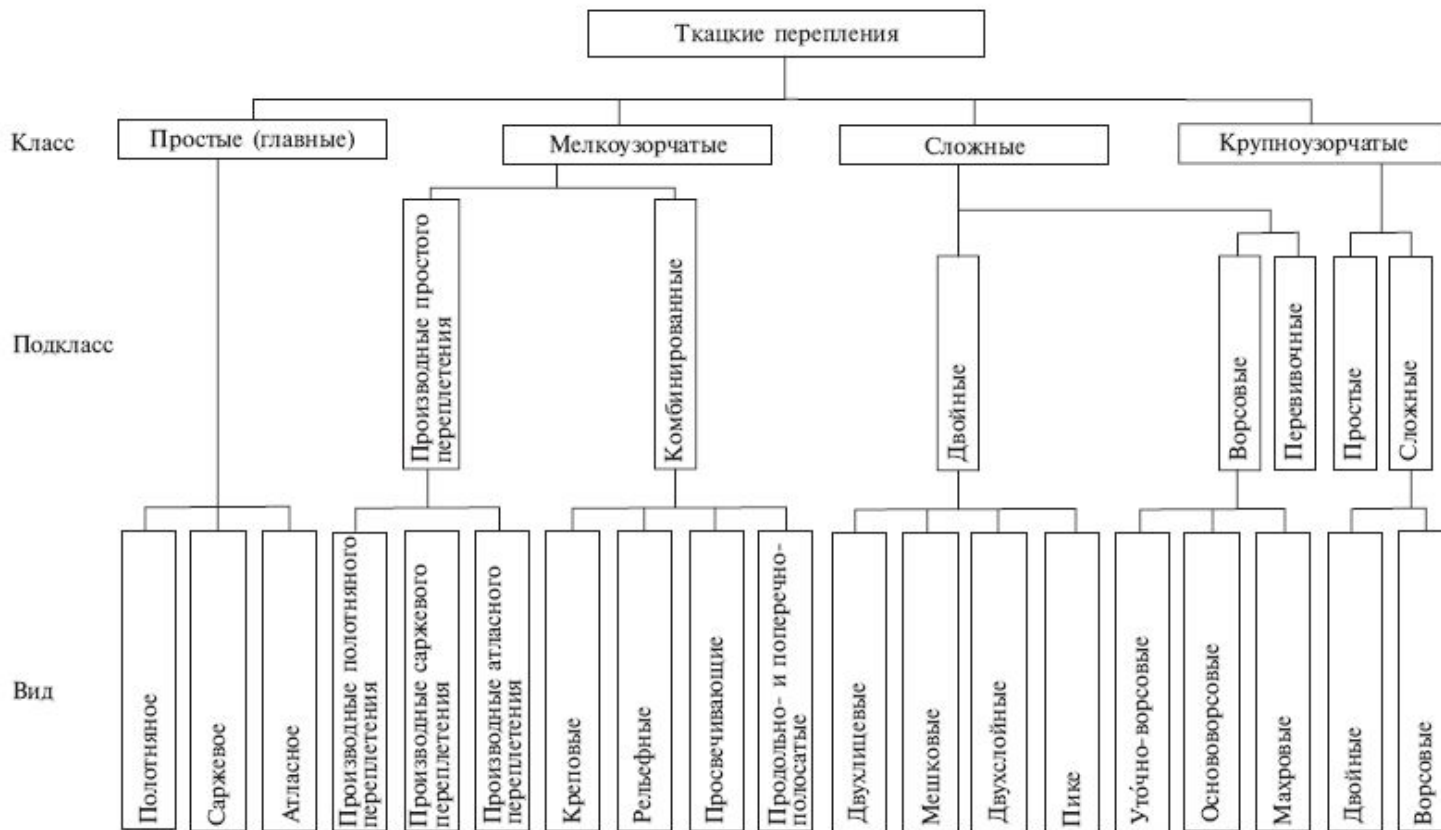 Ткацкие перепления
Класс
Простые (главные)
Мелкоузорчатые
Сложные
Крупноузорчатые
Подкласс
Производные простого
переплетения
Комбинированные
Двойные
Ворсовые
Перевивочные
Простые
Сложные
Вид
Полотняное
Саржевое
Атласное
Производные полотняного
переплетения
Производные саржевого
переплетения
Производные атласного
переплетения
Креповые
Рельефные
Просвечивающие
Продольно- и поперечно-
полосатые
Двухлицевые
Мешковые
Двухслойные
Пике
Уто́чно-ворсовые
Основоворсовые
Махровые
Двойные
Ворсовые